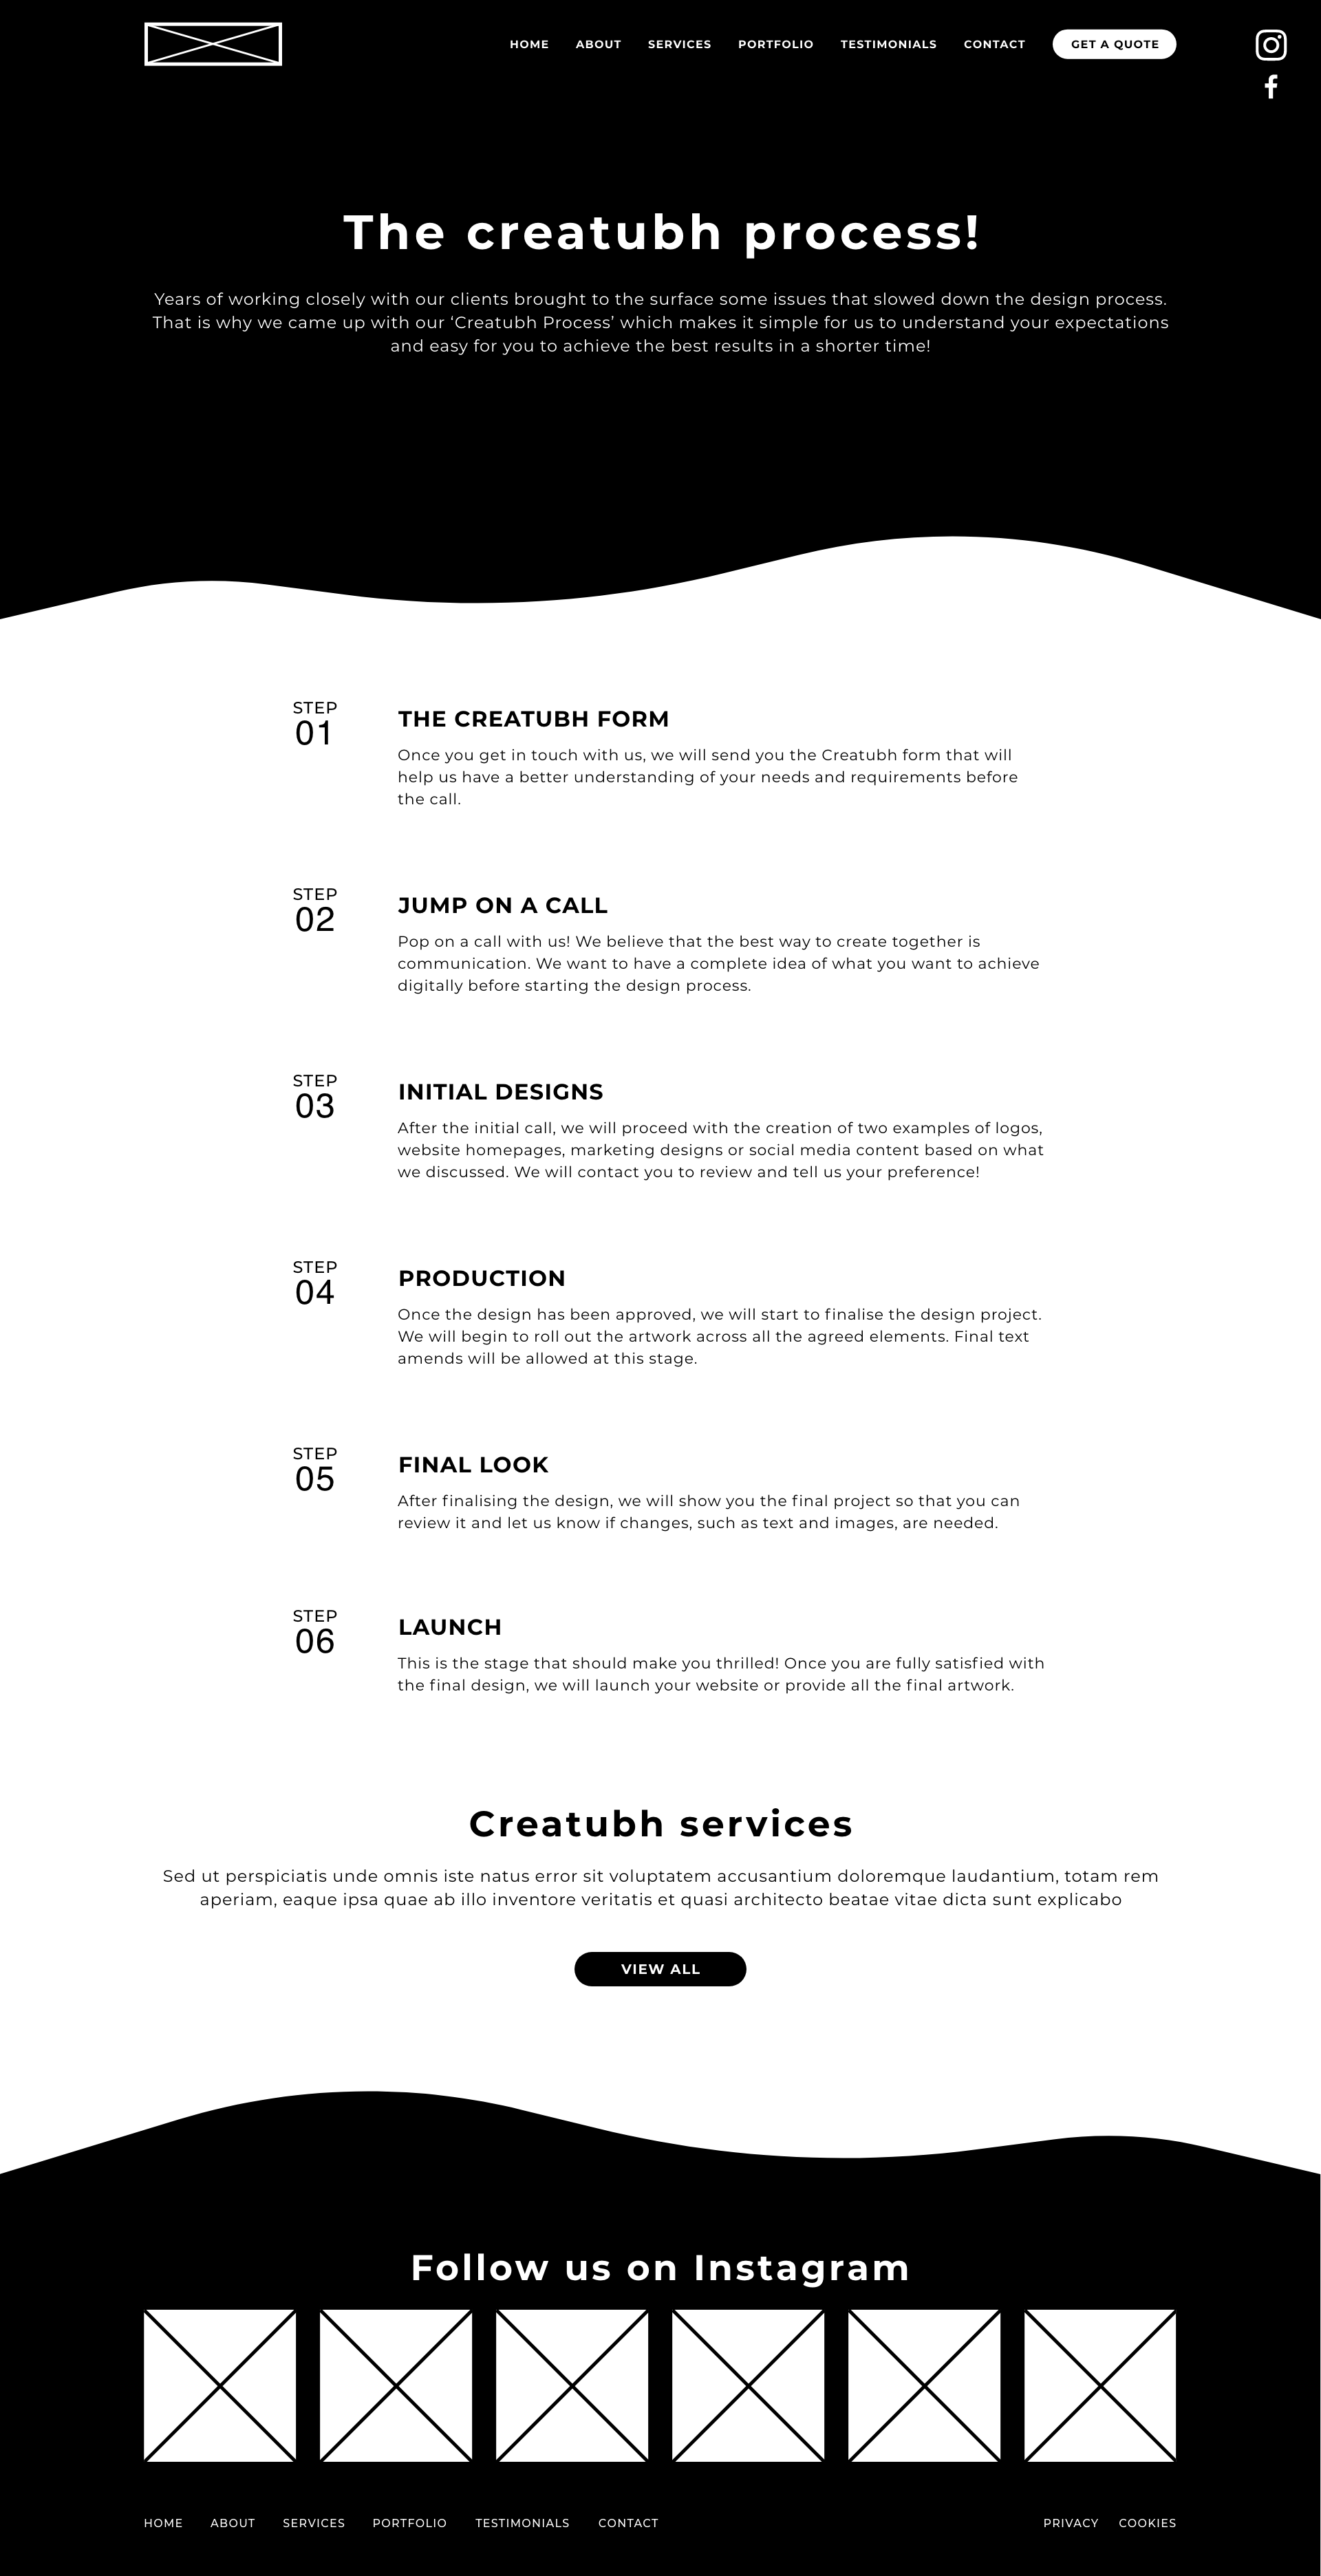 HOME ABOUT SERVICES PORTFOLIO TESTIMONIALS CONTACT GET A QUOTE
The creatubh process!
Years of working closely with our clients brought to the surface some issues that slowed down the design process.
That is why we came up with our ‘Creatubh Process’ which makes it simple for us to understand your expectations
and easy for you to achieve the best results in a shorter time!
STEP
01
THE CREATUBH FORM
Once you get in touch with us, we will send you the Creatubh form that will
help us have a better understanding of your needs and requirements before
the call.
STEP
02
JUMP ON A CALL
Pop on a call with us! We believe that the best way to create together is
communication. We want to have a complete idea of what you want to achieve
digitally before starting the design process.
STEP
03
INITIAL DESIGNS
After the initial call, we will proceed with the creation of two examples of logos,
website homepages, marketing designs or social media content based on what
we discussed. We will contact you to review and tell us your preference!
STEP
04
PRODUCTION
Once the design has been approved, we will start to finalise the design project.
We will begin to roll out the artwork across all the agreed elements. Final text
amends will be allowed at this stage.
STEP
05
FINAL LOOK
After finalising the design, we will show you the final project so that you can
review it and let us know if changes, such as text and images, are needed.
STEP
06
LAUNCH
This is the stage that should make you thrilled! Once you are fully satisfied with
the final design, we will launch your website or provide all the final artwork.
Creatubh services
Sed ut perspiciatis unde omnis iste natus error sit voluptatem accusantium doloremque laudantium, totam rem
aperiam, eaque ipsa quae ab illo inventore veritatis et quasi architecto beatae vitae dicta sunt explicabo
VIEW ALL
Follow us on Instagram
HOME ABOUT SERVICES PORTFOLIO TESTIMONIALS CONTACT PRIVACY COOKIES